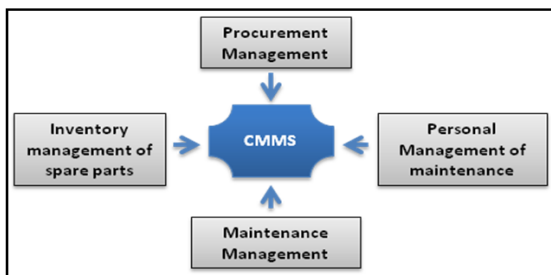 Procurement
Management
Inventory
management of
spare parts
CMMS
Personal
Management of
maintenance
Maintenance
Management